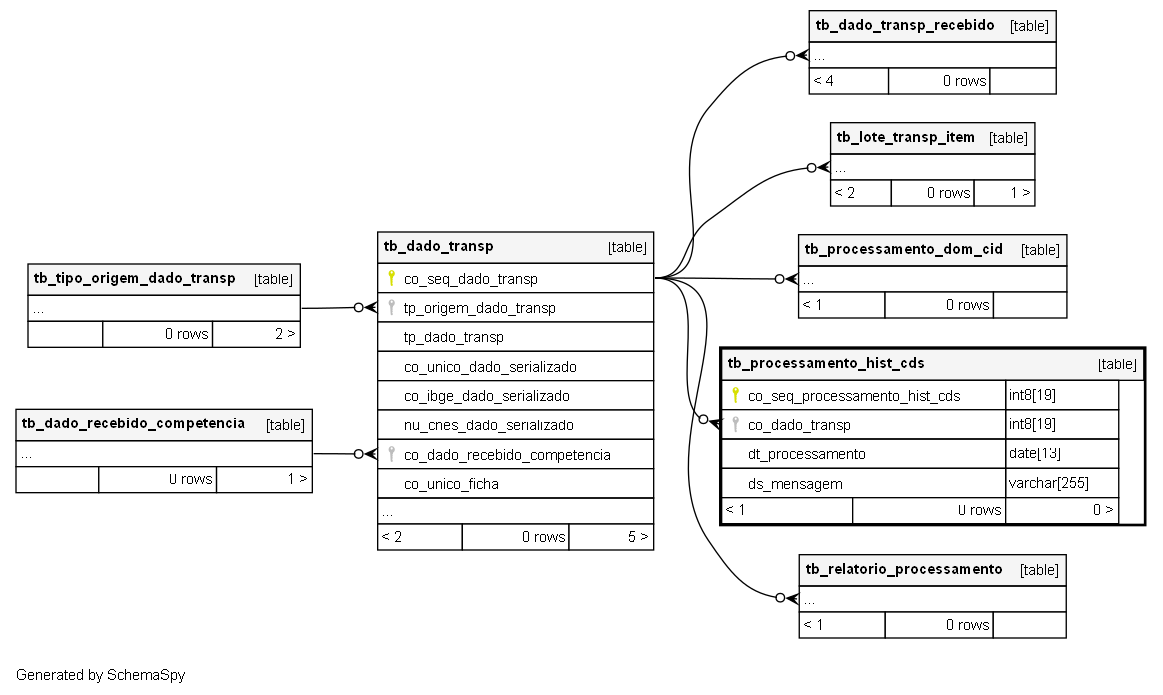 tb_dado_transp_recebido [table]
...
< 4 0 rows
tb_lote_transp_item [table]
...
< 2 0 rows 1 >
tb_processamento_dom_cid [table]
...
< 1 0 rows
tb_tipo_origem_dado_transp [table]
...
0 rows 2 >
tb_dado_recebido_competencia [table]
...
0 rows 1 >
tb_dado_transp [table]
co_seq_dado_transp
tp_origem_dado_transp
tp_dado_transp
co_unico_dado_serializado
co_ibge_dado_serializado
nu_cnes_dado_serializado
co_dado_recebido_competencia
co_unico_ficha
...
< 2 0 rows 5 >
tb_processamento_hist_cds [table]
co_seq_processamento_hist_cds int8[19]
co_dado_transp int8[19]
dt_processamento date[13]
ds_mensagem varchar[255]
< 1 0 rows 0 >
tb_relatorio_processamento [table]
...
< 1 0 rows
Generated by SchemaSpy